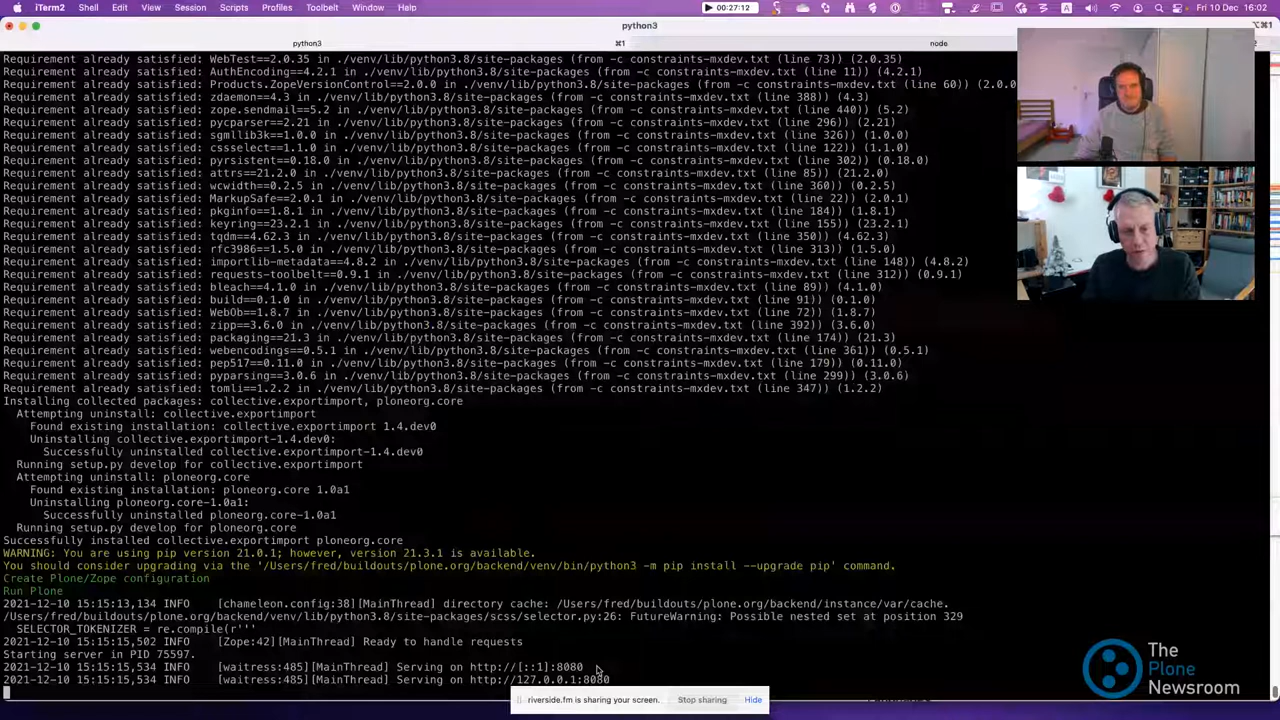 iTerm2 Shell Edit View Session Scripts Profiles Toolbelt Window Help 00:27:12 Fri 10 Dec 16:02
python3
⌥⌘1
python3 ⌘1 node
Requirement already satisfied: WebTest==2.0.35 in ./venv/lib/python3.8/site-packages (from -c constraints-mxdev.txt (line 73)) (2.0.35)
Requirement already satisfied: AuthEncoding==4.2.1 in ./venv/lib/python3.8/site-packages (from -c constraints-mxdev.txt (line 11)) (4.2.1)
Requirement already satisfied: Products.ZopeVersionControl==2.0.0 in ./venv/lib/python3.8/site-packages (from -c constraints-mxdev.txt (line 60)) (2.0.0)
Requirement already satisfied: zdaemon==4.3 in ./venv/lib/python3.8/site-packages (from -c constraints-mxdev.txt (line 388)) (4.3)
Requirement already satisfied: zope.sendmail==5.2 in ./venv/lib/python3.8/site-packages (from -c constraints-mxdev.txt (line 440)) (5.2)
Requirement already satisfied: pycparser==2.21 in ./venv/lib/python3.8/site-packages (from -c constraints-mxdev.txt (line 296)) (2.21)
Requirement already satisfied: sgmllib3k==1.0.0 in ./venv/lib/python3.8/site-packages (from -c constraints-mxdev.txt (line 326)) (1.0.0)
Requirement already satisfied: cssselect==1.1.0 in ./venv/lib/python3.8/site-packages (from -c constraints-mxdev.txt (line 122)) (1.1.0)
Requirement already satisfied: pyrsistent==0.18.0 in ./venv/lib/python3.8/site-packages (from -c constraints-mxdev.txt (line 302)) (0.18.0)
Requirement already satisfied: attrs==21.2.0 in ./venv/lib/python3.8/site-packages (from -c constraints-mxdev.txt (line 85)) (21.2.0)
Requirement already satisfied: wcwidth==0.2.5 in ./venv/lib/python3.8/site-packages (from -c constraints-mxdev.txt (line 360)) (0.2.5)
Requirement already satisfied: MarkupSafe==2.0.1 in ./venv/lib/python3.8/site-packages (from -c constraints-mxdev.txt (line 22)) (2.0.1)
Requirement already satisfied: pkginfo==1.8.1 in ./venv/lib/python3.8/site-packages (from -c constraints-mxdev.txt (line 184)) (1.8.1)
Requirement already satisfied: keyring==23.2.1 in ./venv/lib/python3.8/site-packages (from -c constraints-mxdev.txt (line 155)) (23.2.1)
Requirement already satisfied: tqdm==4.62.3 in ./venv/lib/python3.8/site-packages (from -c constraints-mxdev.txt (line 350)) (4.62.3)
Requirement already satisfied: rfc3986==1.5.0 in ./venv/lib/python3.8/site-packages (from -c constraints-mxdev.txt (line 313)) (1.5.0)
Requirement already satisfied: importlib-metadata==4.8.2 in ./venv/lib/python3.8/site-packages (from -c constraints-mxdev.txt (line 148)) (4.8.2)
Requirement already satisfied: requests-toolbelt==0.9.1 in ./venv/lib/python3.8/site-packages (from -c constraints-mxdev.txt (line 312)) (0.9.1)
Requirement already satisfied: bleach==4.1.0 in ./venv/lib/python3.8/site-packages (from -c constraints-mxdev.txt (line 89)) (4.1.0)
Requirement already satisfied: build==0.1.0 in ./venv/lib/python3.8/site-packages (from -c constraints-mxdev.txt (line 91)) (0.1.0)
Requirement already satisfied: WebOb==1.8.7 in ./venv/lib/python3.8/site-packages (from -c constraints-mxdev.txt (line 72)) (1.8.7)
Requirement already satisfied: zipp==3.6.0 in ./venv/lib/python3.8/site-packages (from -c constraints-mxdev.txt (line 392)) (3.6.0)
Requirement already satisfied: packaging==21.3 in ./venv/lib/python3.8/site-packages (from -c constraints-mxdev.txt (line 174)) (21.3)
Requirement already satisfied: webencodings==0.5.1 in ./venv/lib/python3.8/site-packages (from -c constraints-mxdev.txt (line 361)) (0.5.1)
Requirement already satisfied: pep517==0.11.0 in ./venv/lib/python3.8/site-packages (from -c constraints-mxdev.txt (line 179)) (0.11.0)
Requirement already satisfied: pyparsing==3.0.6 in ./venv/lib/python3.8/site-packages (from -c constraints-mxdev.txt (line 299)) (3.0.6)
Requirement already satisfied: tomli==1.2.2 in ./venv/lib/python3.8/site-packages (from -c constraints-mxdev.txt (line 347)) (1.2.2)
Installing collected packages: collective.exportimport, ploneorg.core
Attempting uninstall: collective.exportimport
Found existing installation: collective.exportimport 1.4.dev0
Uninstalling collective.exportimport-1.4.dev0:
Successfully uninstalled collective.exportimport-1.4.dev0
Running setup.py develop for collective.exportimport
Attempting uninstall: ploneorg.core
Found existing installation: ploneorg.core 1.0a1
Uninstalling ploneorg.core-1.0a1:
Successfully uninstalled ploneorg.core-1.0a1
Running setup.py develop for ploneorg.core
Successfully installed collective.exportimport ploneorg.core
WARNING: You are using pip version 21.0.1; however, version 21.3.1 is available.
You should consider upgrading via the '/Users/fred/buildouts/plone.org/backend/venv/bin/python3 -m pip install --upgrade pip' command.
Create Plone/Zope configuration
Run Plone
2021-12-10 15:15:13,134 INFO [chameleon.config:38][MainThread] directory cache: /Users/fred/buildouts/plone.org/backend/instance/var/cache.
/Users/fred/buildouts/plone.org/backend/venv/lib/python3.8/site-packages/scss/selector.py:26: FutureWarning: Possible nested set at position 329
SELECTOR_TOKENIZER = re.compile(r'''
2021-12-10 15:15:15,502 INFO [Zope:42][MainThread] Ready to handle requests
Starting server in PID 75597.
2021-12-10 15:15:15,506 INFO [waitress:485][MainThread] Serving on http://[::1]:8080
2021-12-10 15:15:15,506 INFO [waitress:485][MainThread] Serving on http://127.0.0.1:8080
riverside.fm is sharing your screen. Stop sharing Hide
The
Plone
Newsroom